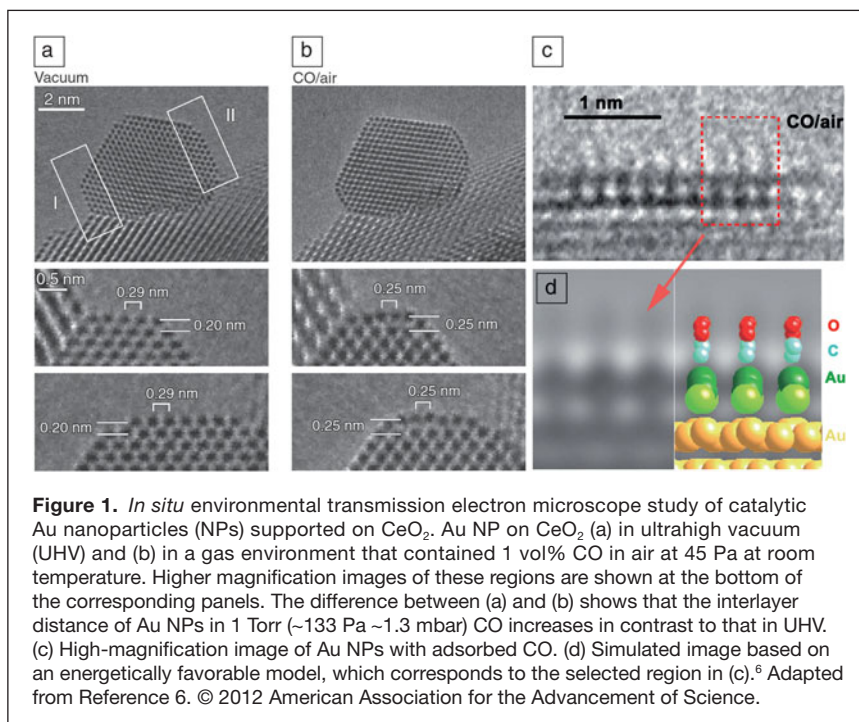 a
Vacuum
2 nm
I
II
0.5 nm
0.29 nm
0.20 nm
0.29 nm
0.20 nm
b
CO/air
0.25 nm
0.25 nm
0.25 nm
0.25 nm
c
1 nm
CO/air
d
O
C
Au
Au
Figure 1. In situ environmental transmission electron microscope study of catalytic
Au nanoparticles (NPs) supported on CeO₂. Au NP on CeO₂ (a) in ultrahigh vacuum
(UHV) and (b) in a gas environment that contained 1 vol% CO in air at 45 Pa at room
temperature. Higher magnification images of these regions are shown at the bottom of
the corresponding panels. The difference between (a) and (b) shows that the interlayer
distance of Au NPs in 1 Torr (~133 Pa ~1.3 mbar) CO increases in contrast to that in UHV.
(c) High-magnification image of Au NPs with adsorbed CO. (d) Simulated image based on
an energetically favorable model, which corresponds to the selected region in (c).⁶ Adapted
from Reference 6. © 2012 American Association for the Advancement of Science.